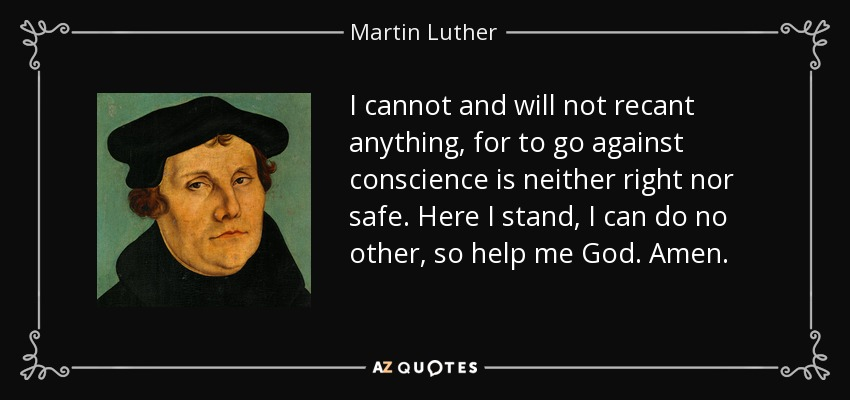 Martin Luther
I cannot and will not recant
anything, for to go against
conscience is neither right nor
safe. Here I stand, I can do no
other, so help me God. Amen.
AZ QUOTES